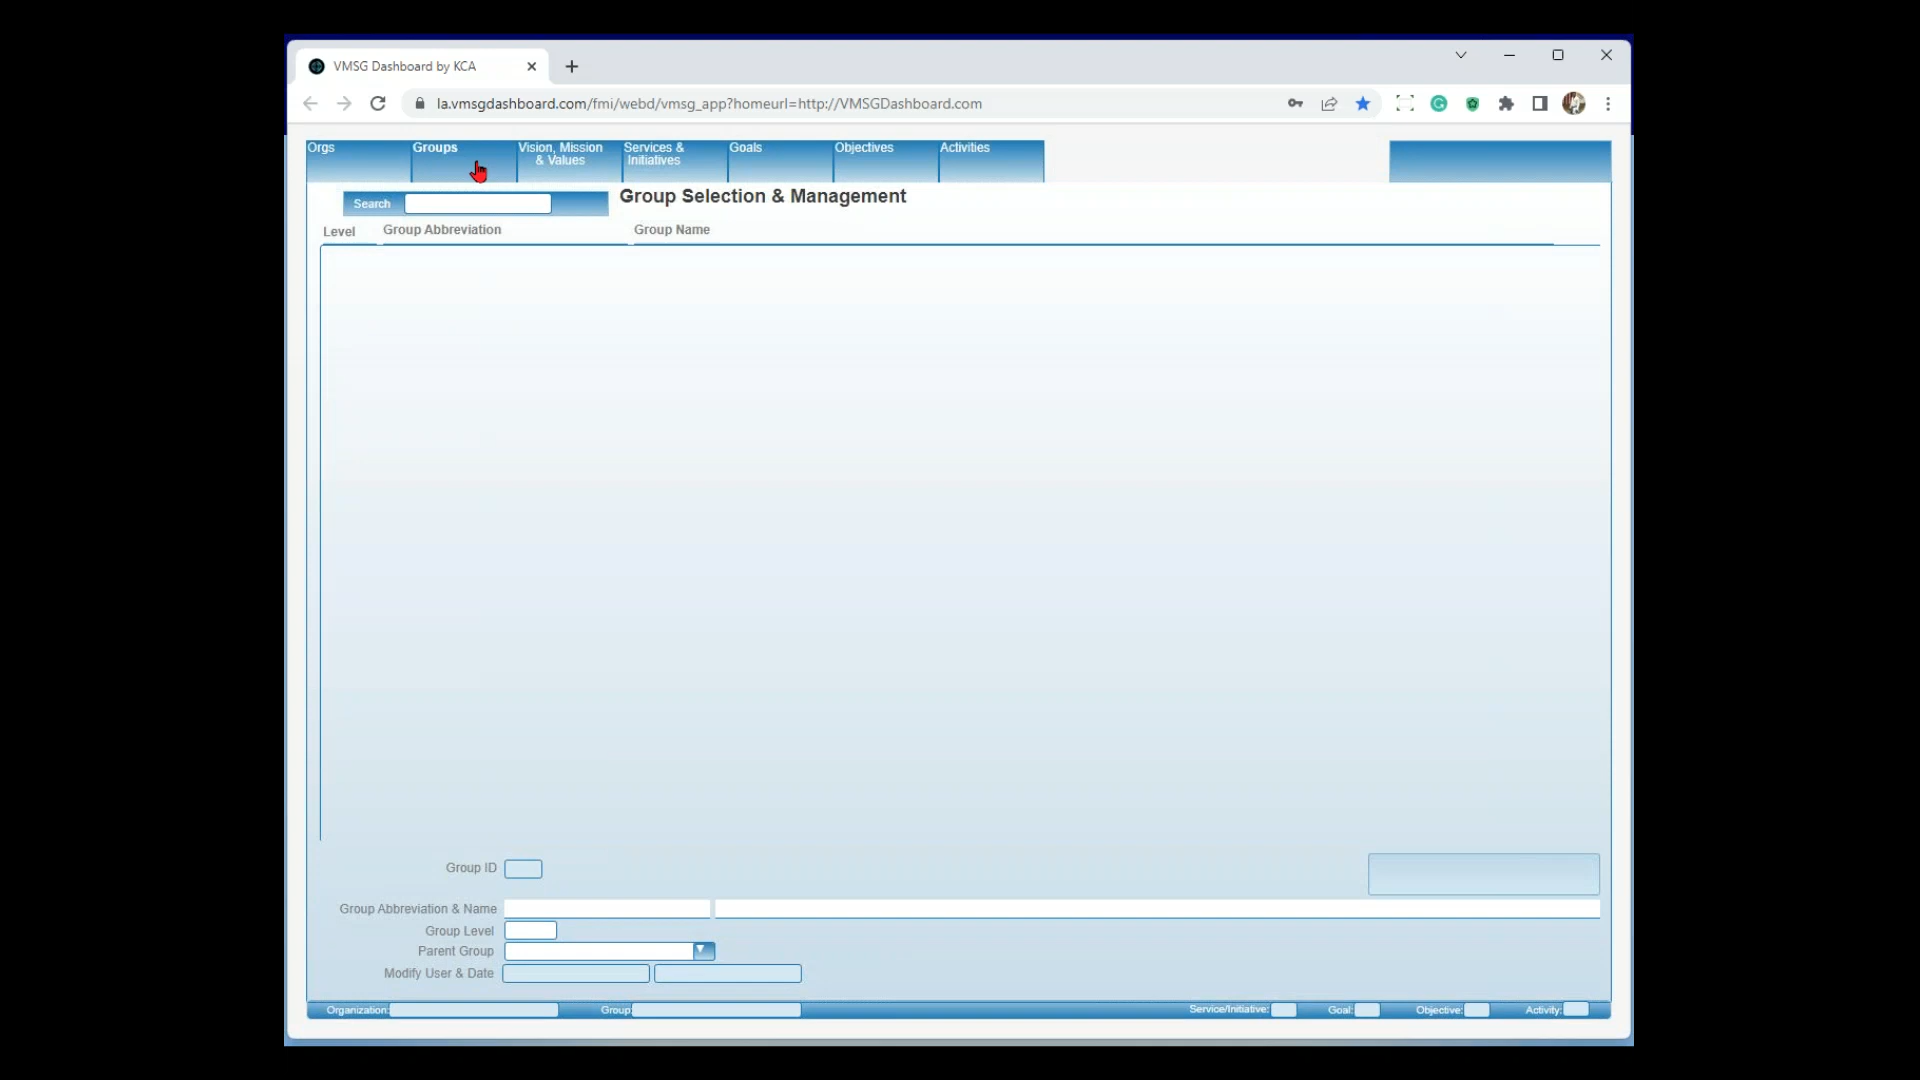 VMSG Dashboard by KCA
la.vmsgdashboard.com/fmi/webd/vmsg_app?homeurl=http://VMSGDashboard.com
Orgs
Groups
Vision, Mission
& Values
Services &
Initiatives
Goals
Objectives
Activities
Search
Group Selection & Management
Level
Group Abbreviation
Group Name
Group ID
Group Abbreviation & Name
Group Level
Parent Group
Modify User & Date
Organization:
Group:
Service/Initiative:
Goal:
Objective:
Activity: